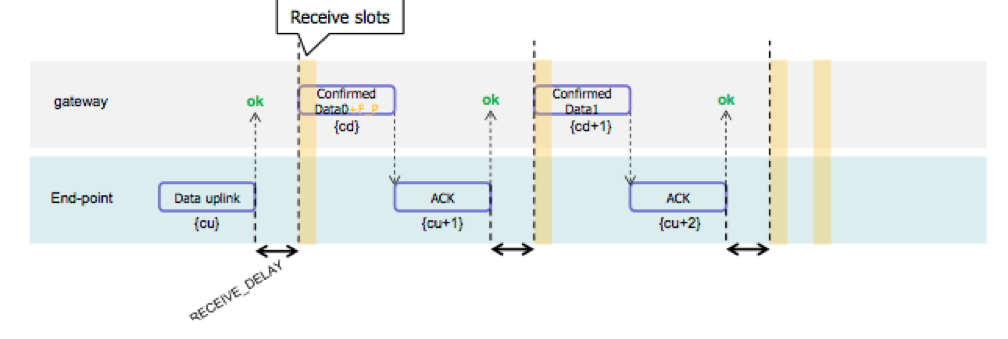 Receive slots
gateway
ok
Confirmed
Data0+F_P
{cd}
ok
Confirmed
Data1
{cd+1}
ok
End-point
Data uplink
{cu}
ACK
{cu+1}
ACK
{cu+2}
RECEIVE_DELAY